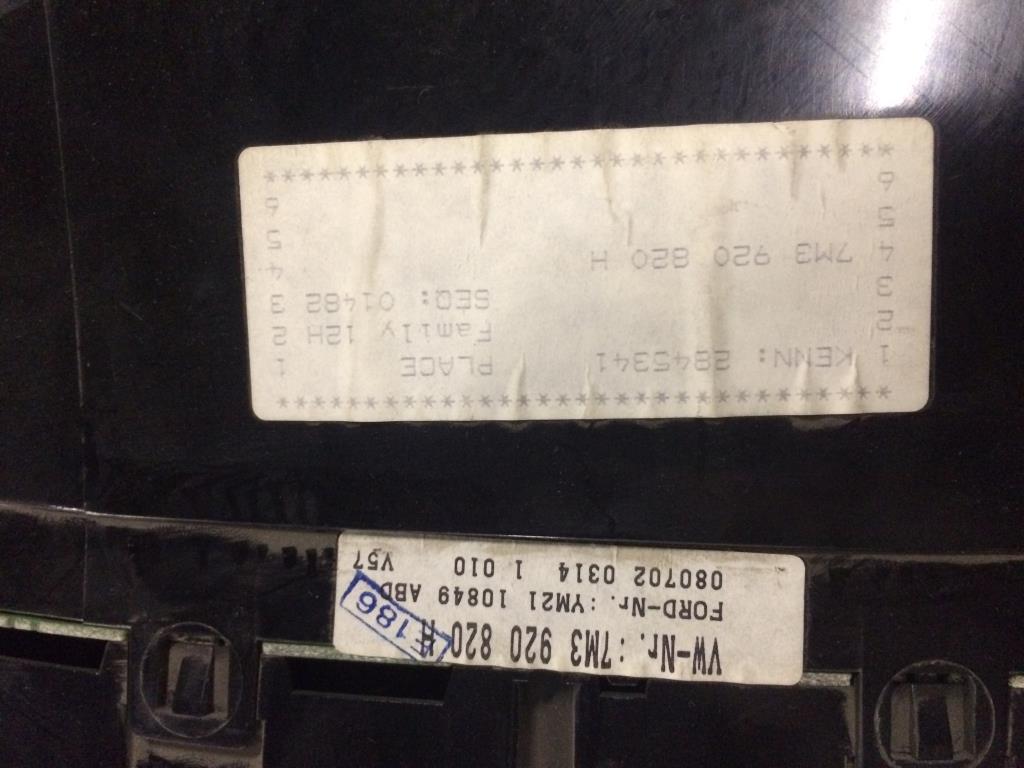 ************************************
1 KENN: 2845341 PLACE 1
2 Family 12H 2
3 SEQ: 01482 3
4 7M3 920 820 H 4
5 5
6 6
************************************
VW-Nr.:7M3 920 820 H
FORD-Nr.:YM21 10849 ABD
080702 0314 1 010 V57
E186